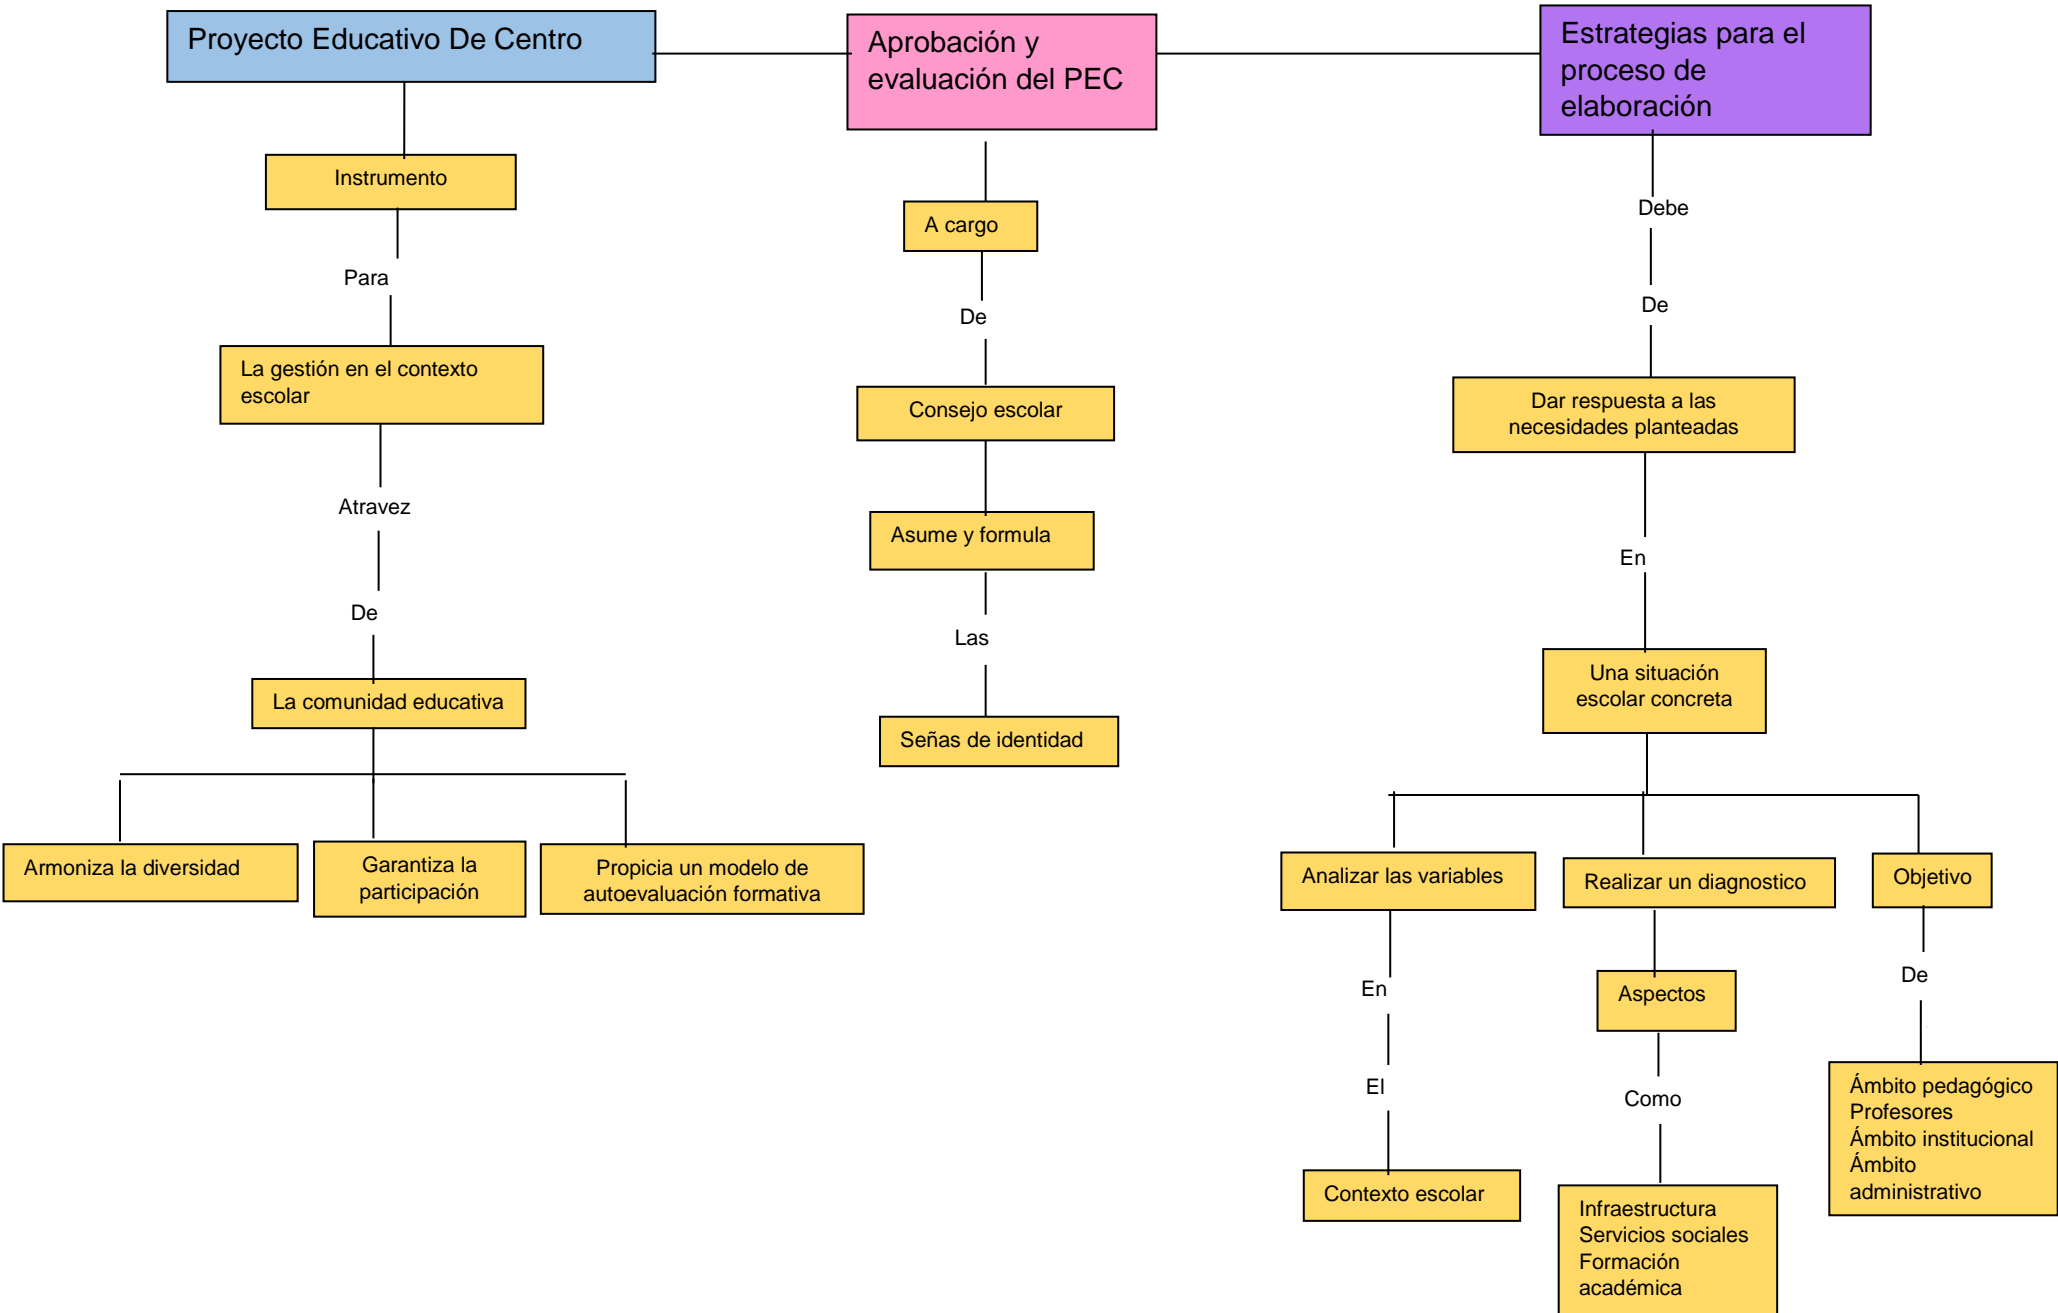 Proyecto Educativo De Centro
Aprobación y
evaluación del PEC
Estrategias para el
proceso de
elaboración
Instrumento
Para
La gestión en el contexto
escolar
Atravez
De
La comunidad educativa
Armoniza la diversidad
Garantiza la
participación
Propicia un modelo de
autoevaluación formativa
A cargo
De
Consejo escolar
Asume y formula
Las
Señas de identidad
Debe
De
Dar respuesta a las
necesidades planteadas
En
Una situación
escolar concreta
Analizar las variables
En
El
Contexto escolar
Realizar un diagnostico
Aspectos
Como
Infraestructura
Servicios sociales
Formación
académica
Objetivo
De
Ámbito pedagógico
Profesores
Ámbito institucional
Ámbito
administrativo